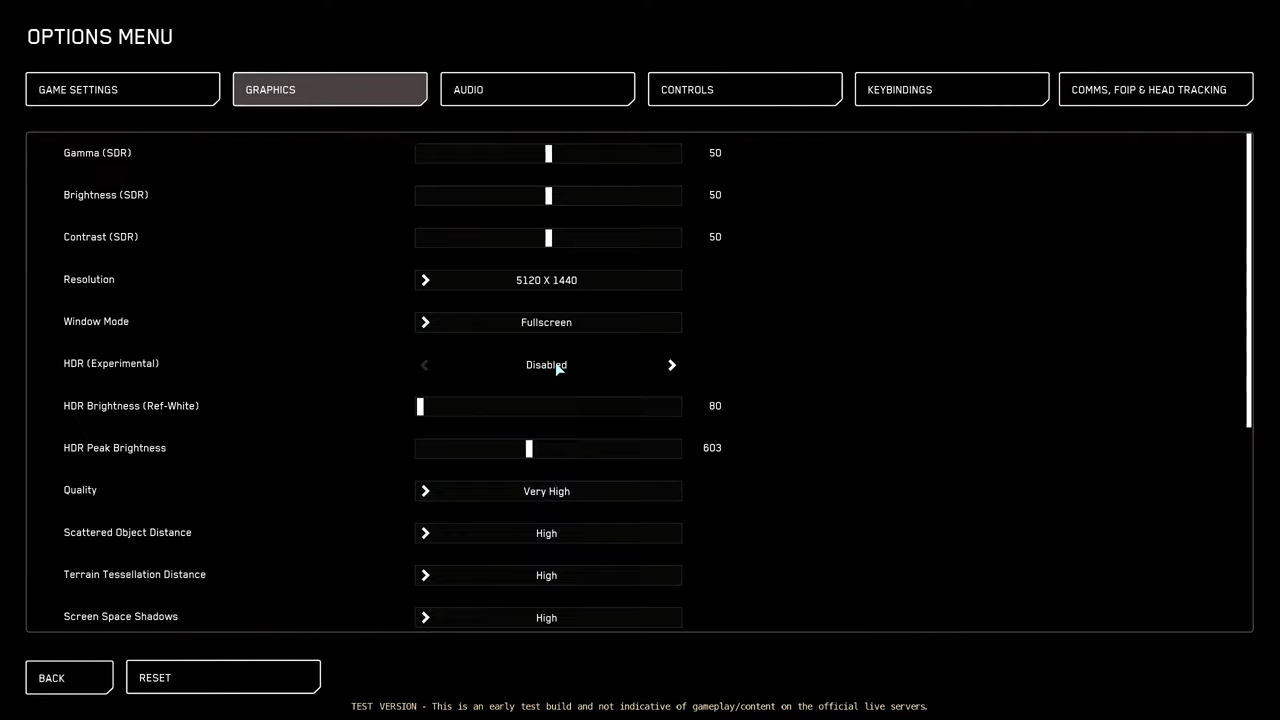 OPTIONS MENU
GAME SETTINGS
GRAPHICS
AUDIO
CONTROLS
KEYBINDINGS
COMMS, FOIP & HEAD TRACKING
Gamma (SDR) 50
Brightness (SDR) 50
Contrast (SDR) 50
Resolution 5120 X 1440
Window Mode Fullscreen
HDR (Experimental) Disabled
HDR Brightness (Ref-White) 80
HDR Peak Brightness 603
Quality Very High
Scattered Object Distance High
Terrain Tessellation Distance High
Screen Space Shadows High
BACK
RESET
TEST VERSION - This is an early test build and not indicative of gameplay/content on the official live servers.